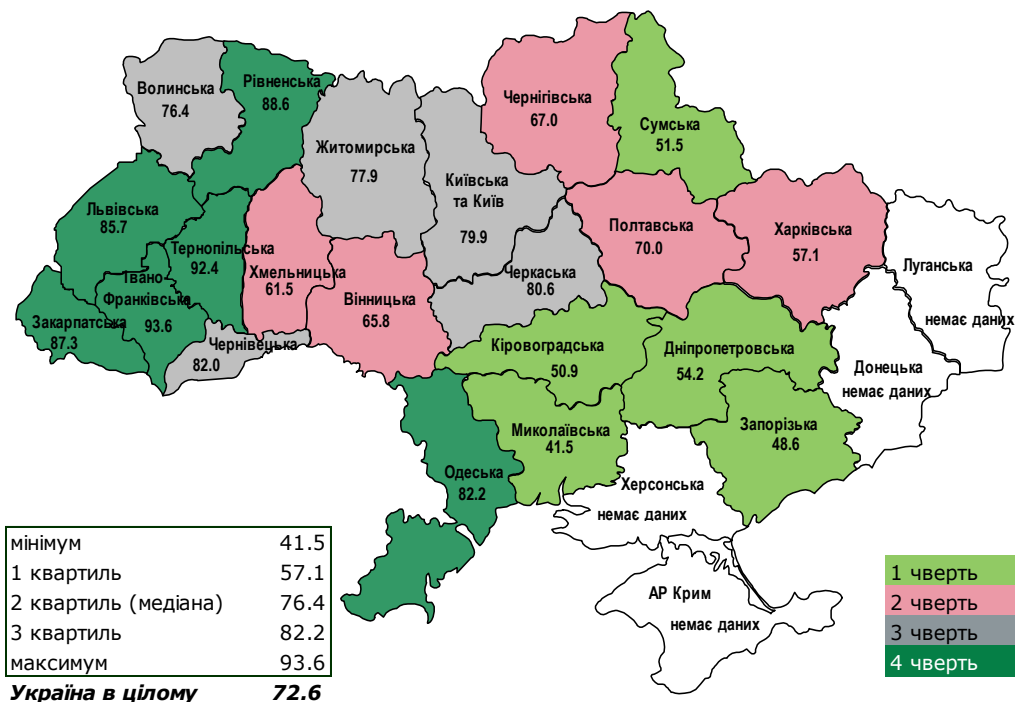 Волинська
76.4
Рівненська
88.6
Житомирська
77.9
Київська
та Київ
79.9
Чернігівська
67.0
Сумська
51.5
Львівська
85.7
Тернопільська
92.4
Хмельницька
61.5
Вінницька
65.8
Черкаська
80.6
Полтавська
70.0
Харківська
57.1
Луганська
немає даних
Івано-
Франківська
93.6
Закарпатська
87.3
Чернівецька
82.0
Кіровоградська
50.9
Дніпропетровська
54.2
Донецька
немає даних
Миколаївська
41.5
Запорізька
48.6
Одеська
82.2
Херсонська
немає даних
АР Крим
немає даних
мінімум 41.5
1 квартиль 57.1
2 квартиль (медіана) 76.4
3 квартиль 82.2
максимум 93.6
Україна в цілому 72.6
1 чверть
2 чверть
3 чверть
4 чверть